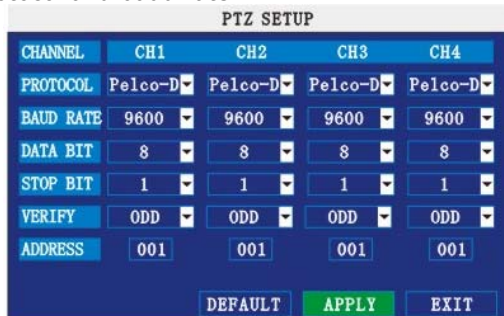 PTZ SETUP
CHANNEL CH1 CH2 CH3 CH4
PROTOCOL Pelco-D Pelco-D Pelco-D Pelco-D
BAUD RATE 9600 9600 9600 9600
DATA BIT 8 8 8 8
STOP BIT 1 1 1 1
VERIFY ODD ODD ODD ODD
ADDRESS 001 001 001 001
DEFAULT APPLY EXIT